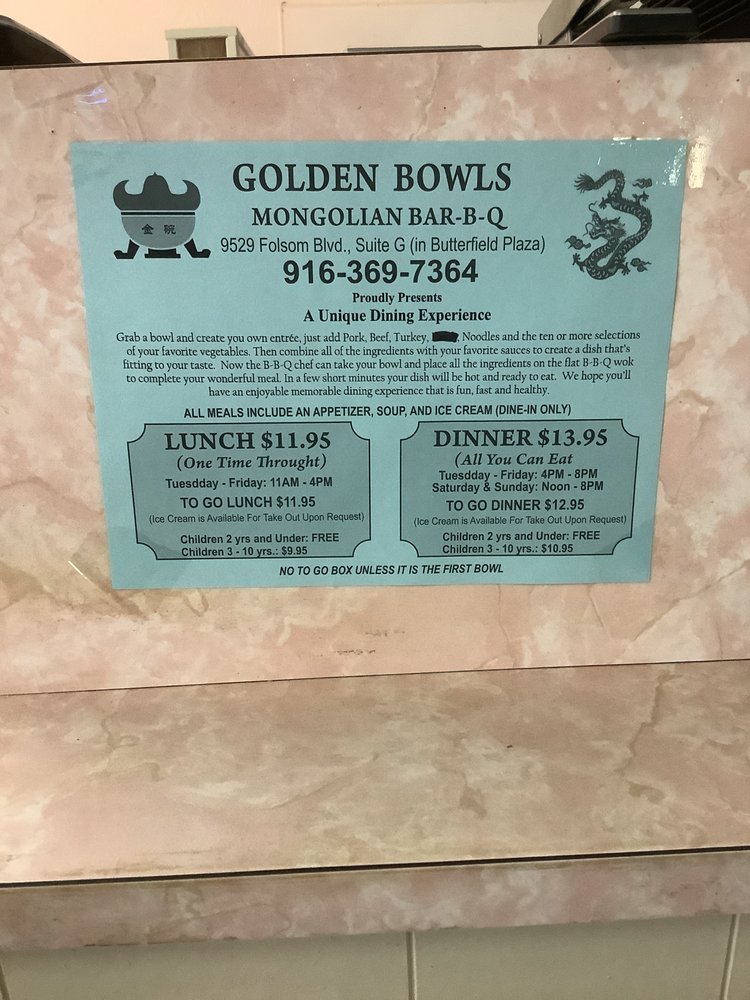 GOLDEN BOWLS
金碗
MONGOLIAN BAR-B-Q
9529 Folsom Blvd., Suite G (in Butterfield Plaza)
916-369-7364
Proudly Presents
A Unique Dining Experience
Grab a bowl and create you own entrée, just add Pork, Beef, Turkey, , Noodles and the ten or more selections
of your favorite vegetables. Then combine all of the ingredients with your favorite sauces to create a dish that's
fitting to your taste. Now the B-B-Q chef can take your bowl and place all the ingredients on the flat B-B-Q wok
to complete your wonderful meal. In a few short minutes your dish will be hot and ready to eat. We hope you'll
have an enjoyable memorable dining experience that is fun, fast and healthy.
ALL MEALS INCLUDE AN APPETIZER, SOUP, AND ICE CREAM (DINE-IN ONLY)
LUNCH $11.95
(One Time Throught)
Tuesdday - Friday: 11AM - 4PM
TO GO LUNCH $11.95
(Ice Cream is Available For Take Out Upon Request)
Children 2 yrs and Under: FREE
Children 3 - 10 yrs.: $9.95
DINNER $13.95
(All You Can Eat
Tuesdday - Friday: 4PM - 8PM
Saturday & Sunday: Noon - 8PM
TO GO DINNER $12.95
(Ice Cream is Available For Take Out Upon Request)
Children 2 yrs and Under: FREE
Children 3 - 10 yrs.: $10.95
NO TO GO BOX UNLESS IT IS THE FIRST BOWL